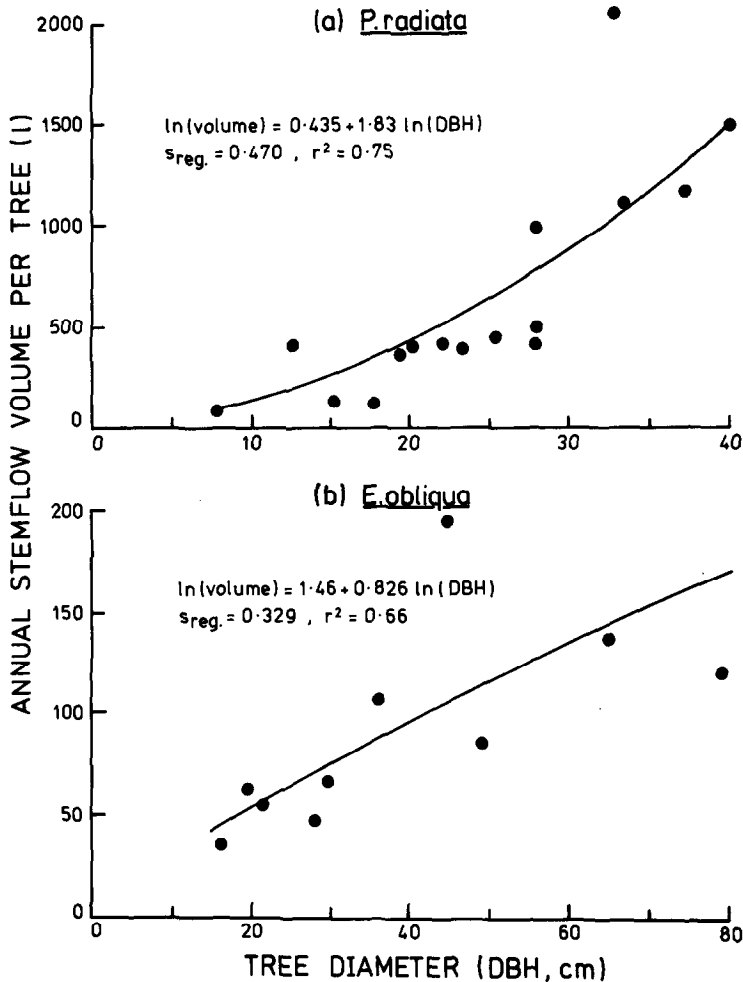 (a) P.radiata
ln(volume) = 0·435+1·83 ln(DBH)
sreg. = 0·470 , r² = 0·75
2000
1500
1000
500
0
0 10 20 30 40
ANNUAL STEMFLOW VOLUME PER TREE (l)
(b) E.obliqua
ln(volume) = 1·46+0·826 ln(DBH)
sreg. = 0·329 , r² = 0·66
200
150
100
50
0
0 20 40 60 80
TREE DIAMETER (DBH, cm)